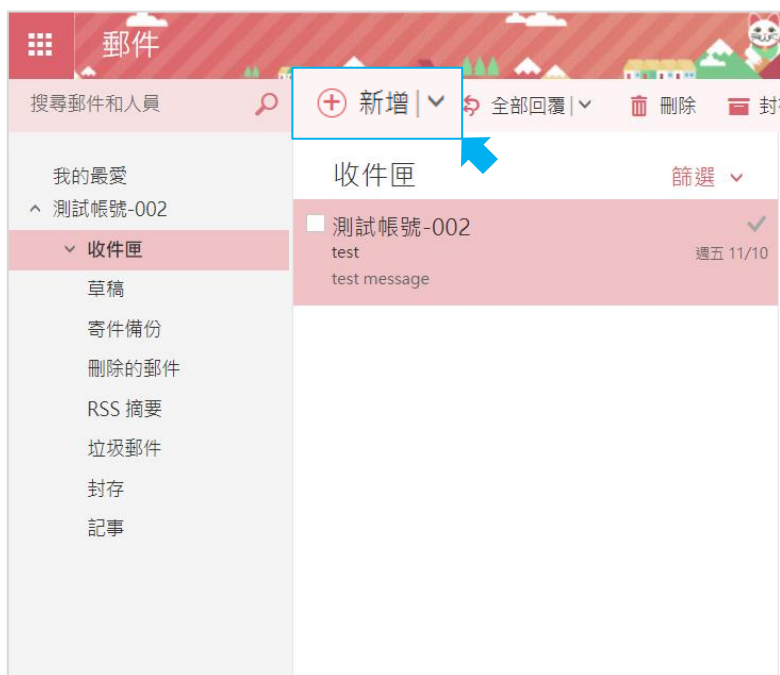 郵件
搜尋郵件和人員
新增 全部回覆 刪除
我的最愛
測試帳號-002
收件匣
草稿
寄件備份
刪除的郵件
RSS 摘要
垃圾郵件
封存
記事
收件匣 篩選
測試帳號-002
test 週五 11/10
test message